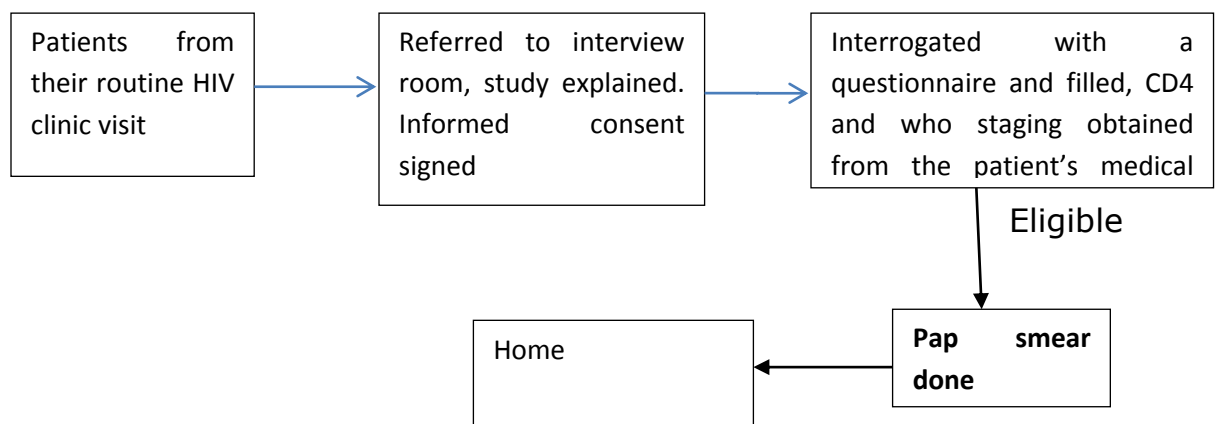 Patients from
their routine HIV
clinic visit
Referred to interview
room, study explained.
Informed consent
signed
Interrogated with a
questionnaire and filled, CD4
and who staging obtained
from the patient's medical
Eligible
Pap smear
done
Home